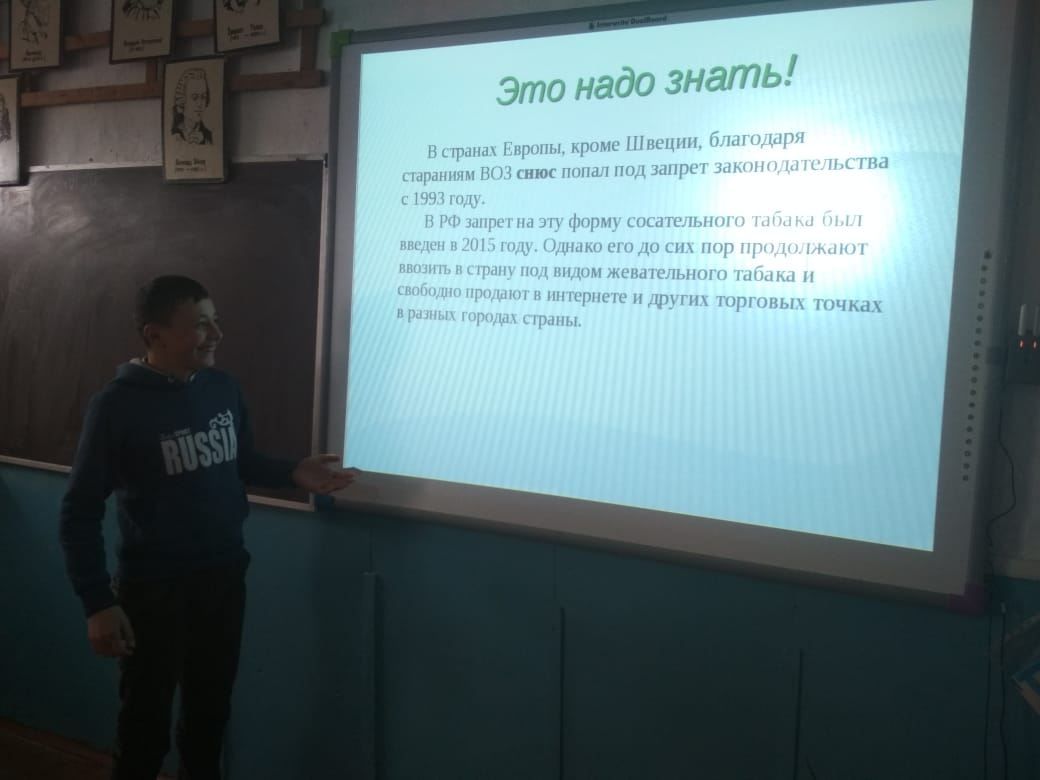 Interwrite DualBoard
Это надо знать!
В странах Европы, кроме Швеции, благодаря
стараниям ВОЗ снюс попал под запрет законодательства
с 1993 году.
В РФ запрет на эту форму сосательного табака был
введен в 2015 году. Однако его до сих пор продолжают
ввозить в страну под видом жевательного табака и
свободно продают в интернете и других торговых точках
в разных городах страны.
RUSSIA